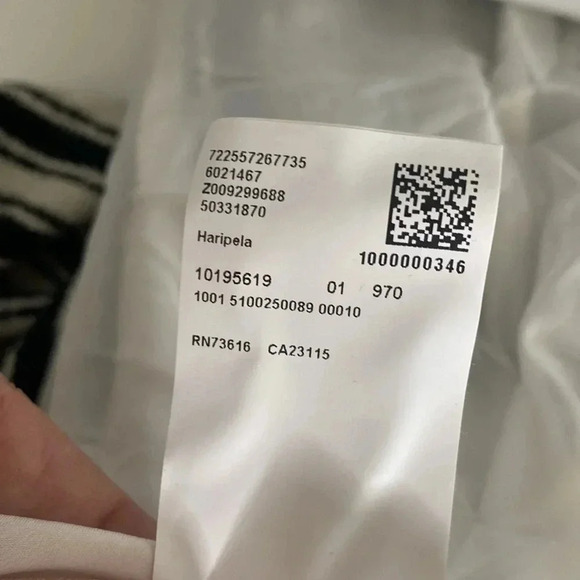 722557267735
6021467
Z009299688
50331870
Haripela
1000000346
10195619 01 970
1001 5100250089 00010
RN73616 CA23115